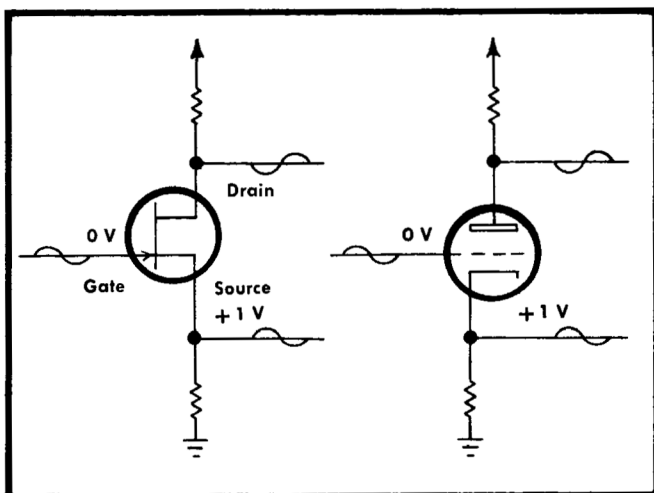 Drain
0 V
0 V
Gate
Source
+ 1 V
+ 1 V